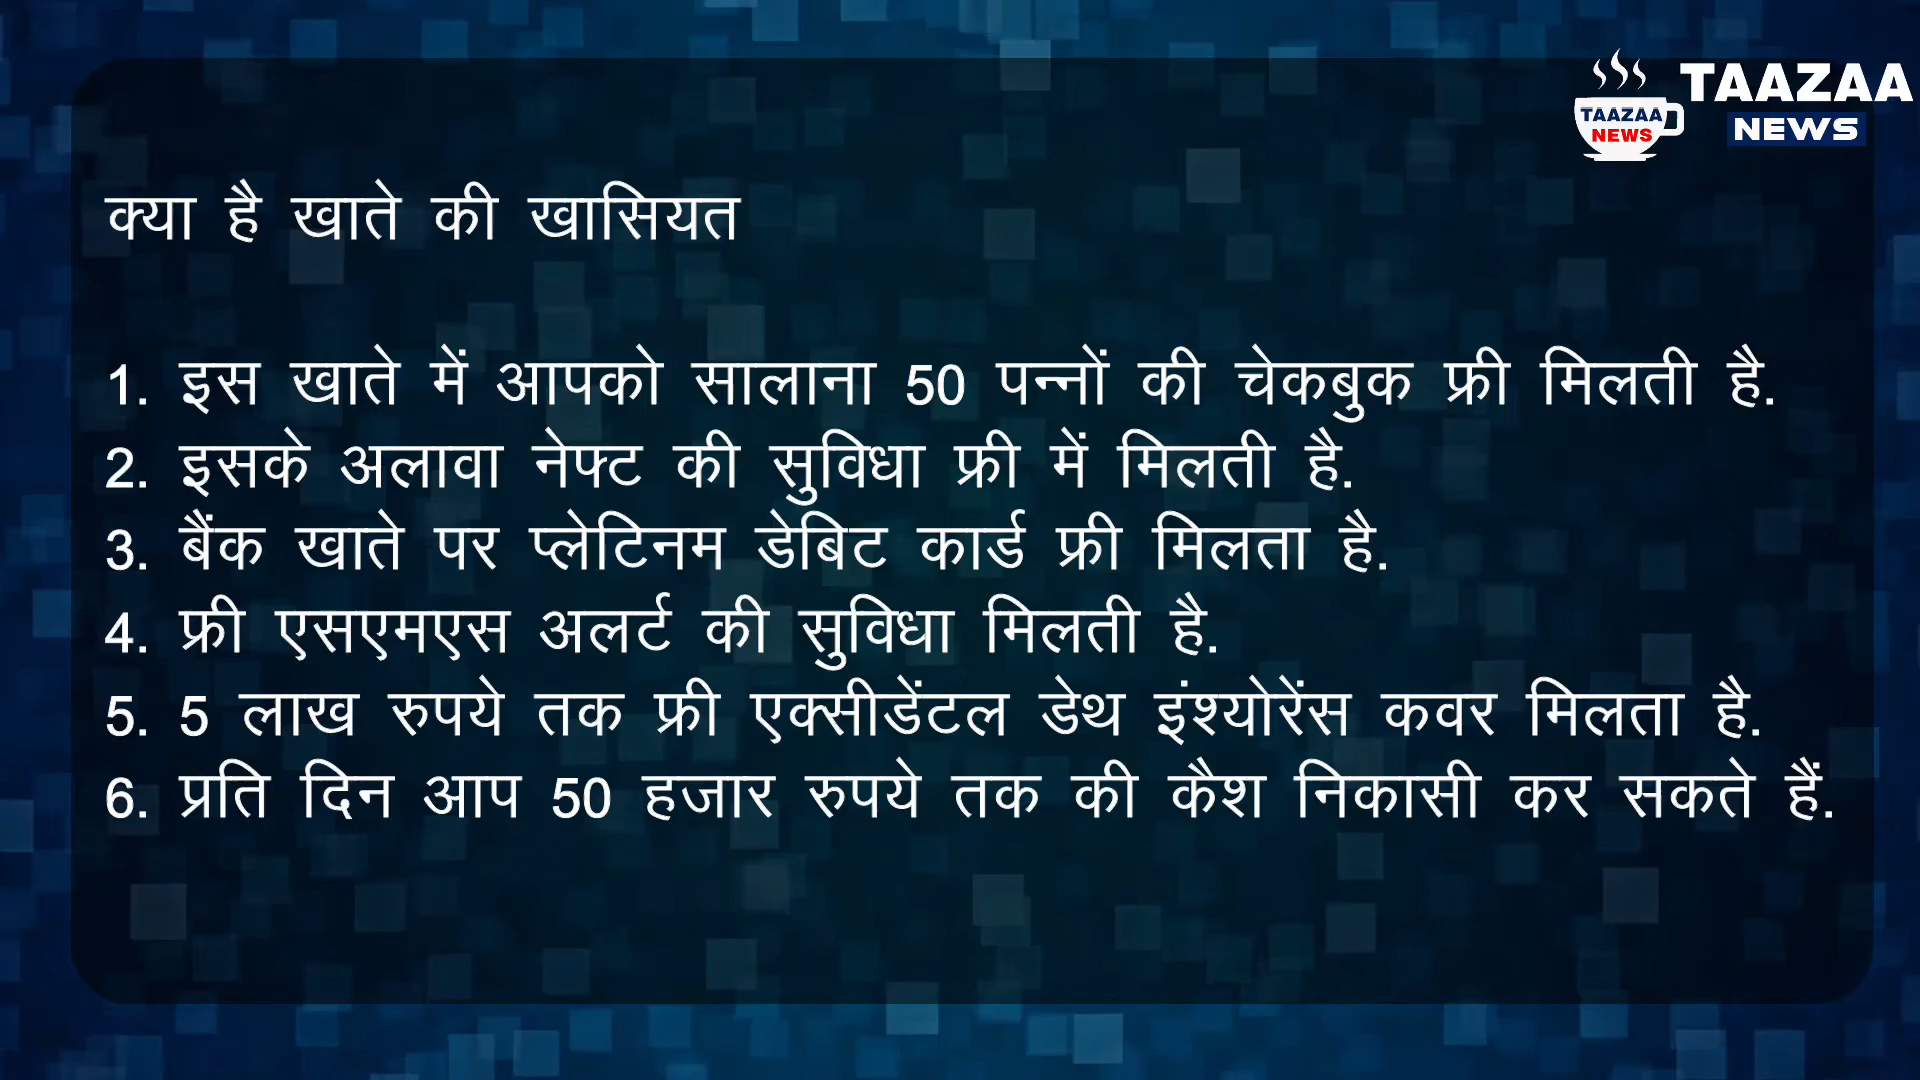 TAAZAA
NEWS
TAAZAA
NEWS
क्या है खाते की खासियत
1. इस खाते में आपको सालाना 50 पन्नों की चेकबुक फ्री मिलती है.
2. इसके अलावा नेफ्ट की सुविधा फ्री में मिलती है.
3. बैंक खाते पर प्लेटिनम डेबिट कार्ड फ्री मिलता है.
4. फ्री एसएमएस अलर्ट की सुविधा मिलती है.
5. 5 लाख रुपये तक फ्री एक्सीडेंटल डेथ इंश्योरेंस कवर मिलता है.
6. प्रति दिन आप 50 हजार रुपये तक की कैश निकासी कर सकते हैं.